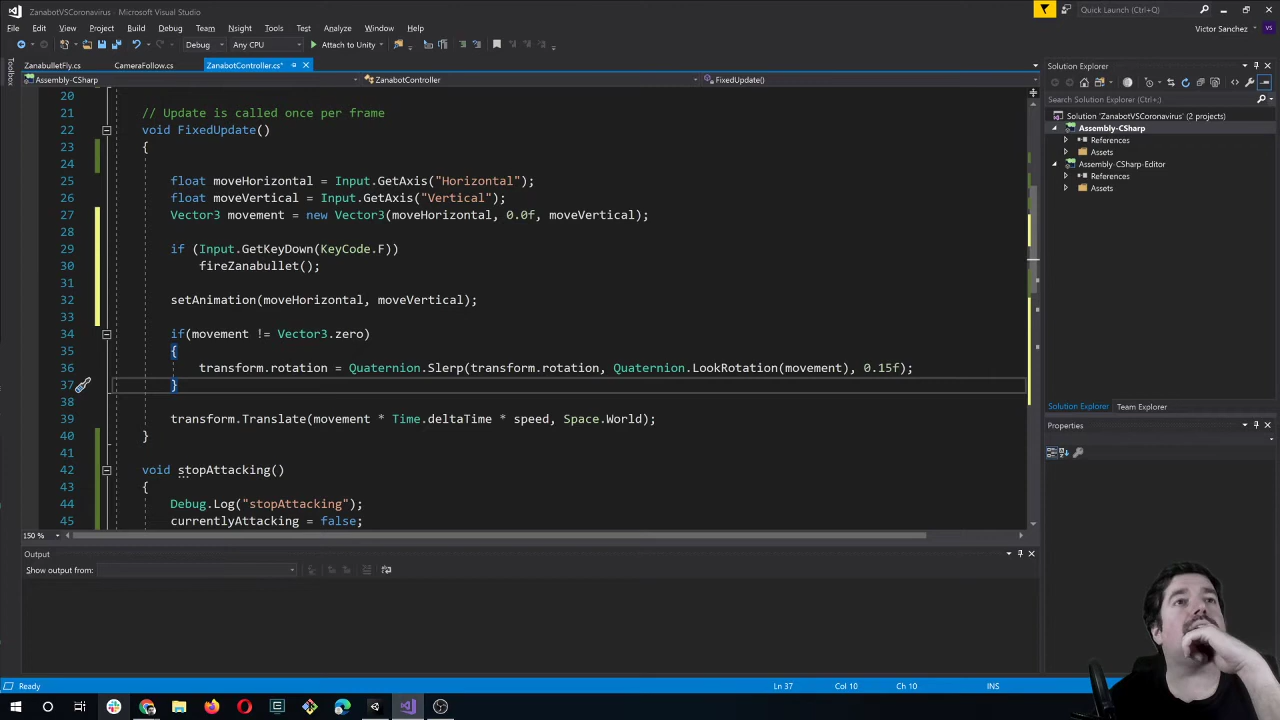 ZanabotVSCoronavirus - Microsoft Visual Studio
Quick Launch (Ctrl+;)
File Edit View Project Build Debug Team Tools Test Analyze Window Help
Victor Sanchez
VS
Debug Any CPU Attach to Unity
ZanabulletFly.cs CameraFollow.cs ZanabotController.cs*
Assembly-CSharp ZanabotController FixedUpdate()
Toolbox
20
21 // Update is called once per frame
22 void FixedUpdate()
23 {
24
25 float moveHorizontal = Input.GetAxis("Horizontal");
26 float moveVertical = Input.GetAxis("Vertical");
27 Vector3 movement = new Vector3(moveHorizontal, 0.0f, moveVertical);
28
29 if (Input.GetKeyDown(KeyCode.F))
30 fireZanabullet();
31
32 setAnimation(moveHorizontal, moveVertical);
33
34 if(movement != Vector3.zero)
35 {
36 transform.rotation = Quaternion.Slerp(transform.rotation, Quaternion.LookRotation(movement), 0.15f);
37 }
38
39 transform.Translate(movement * Time.deltaTime * speed, Space.World);
40 }
41
42 void stopAttacking()
43 {
44 Debug.Log("stopAttacking");
45 currentlyAttacking = false;
150 %
Output
Show output from:
Solution Explorer
Search Solution Explorer (Ctrl+;)
Solution 'ZanabotVSCoronavirus' (2 projects)
Assembly-CSharp
References
Assets
Assembly-CSharp-Editor
References
Assets
Solution Explorer Team Explorer
Properties
Ready Ln 37 Col 10 Ch 10 INS